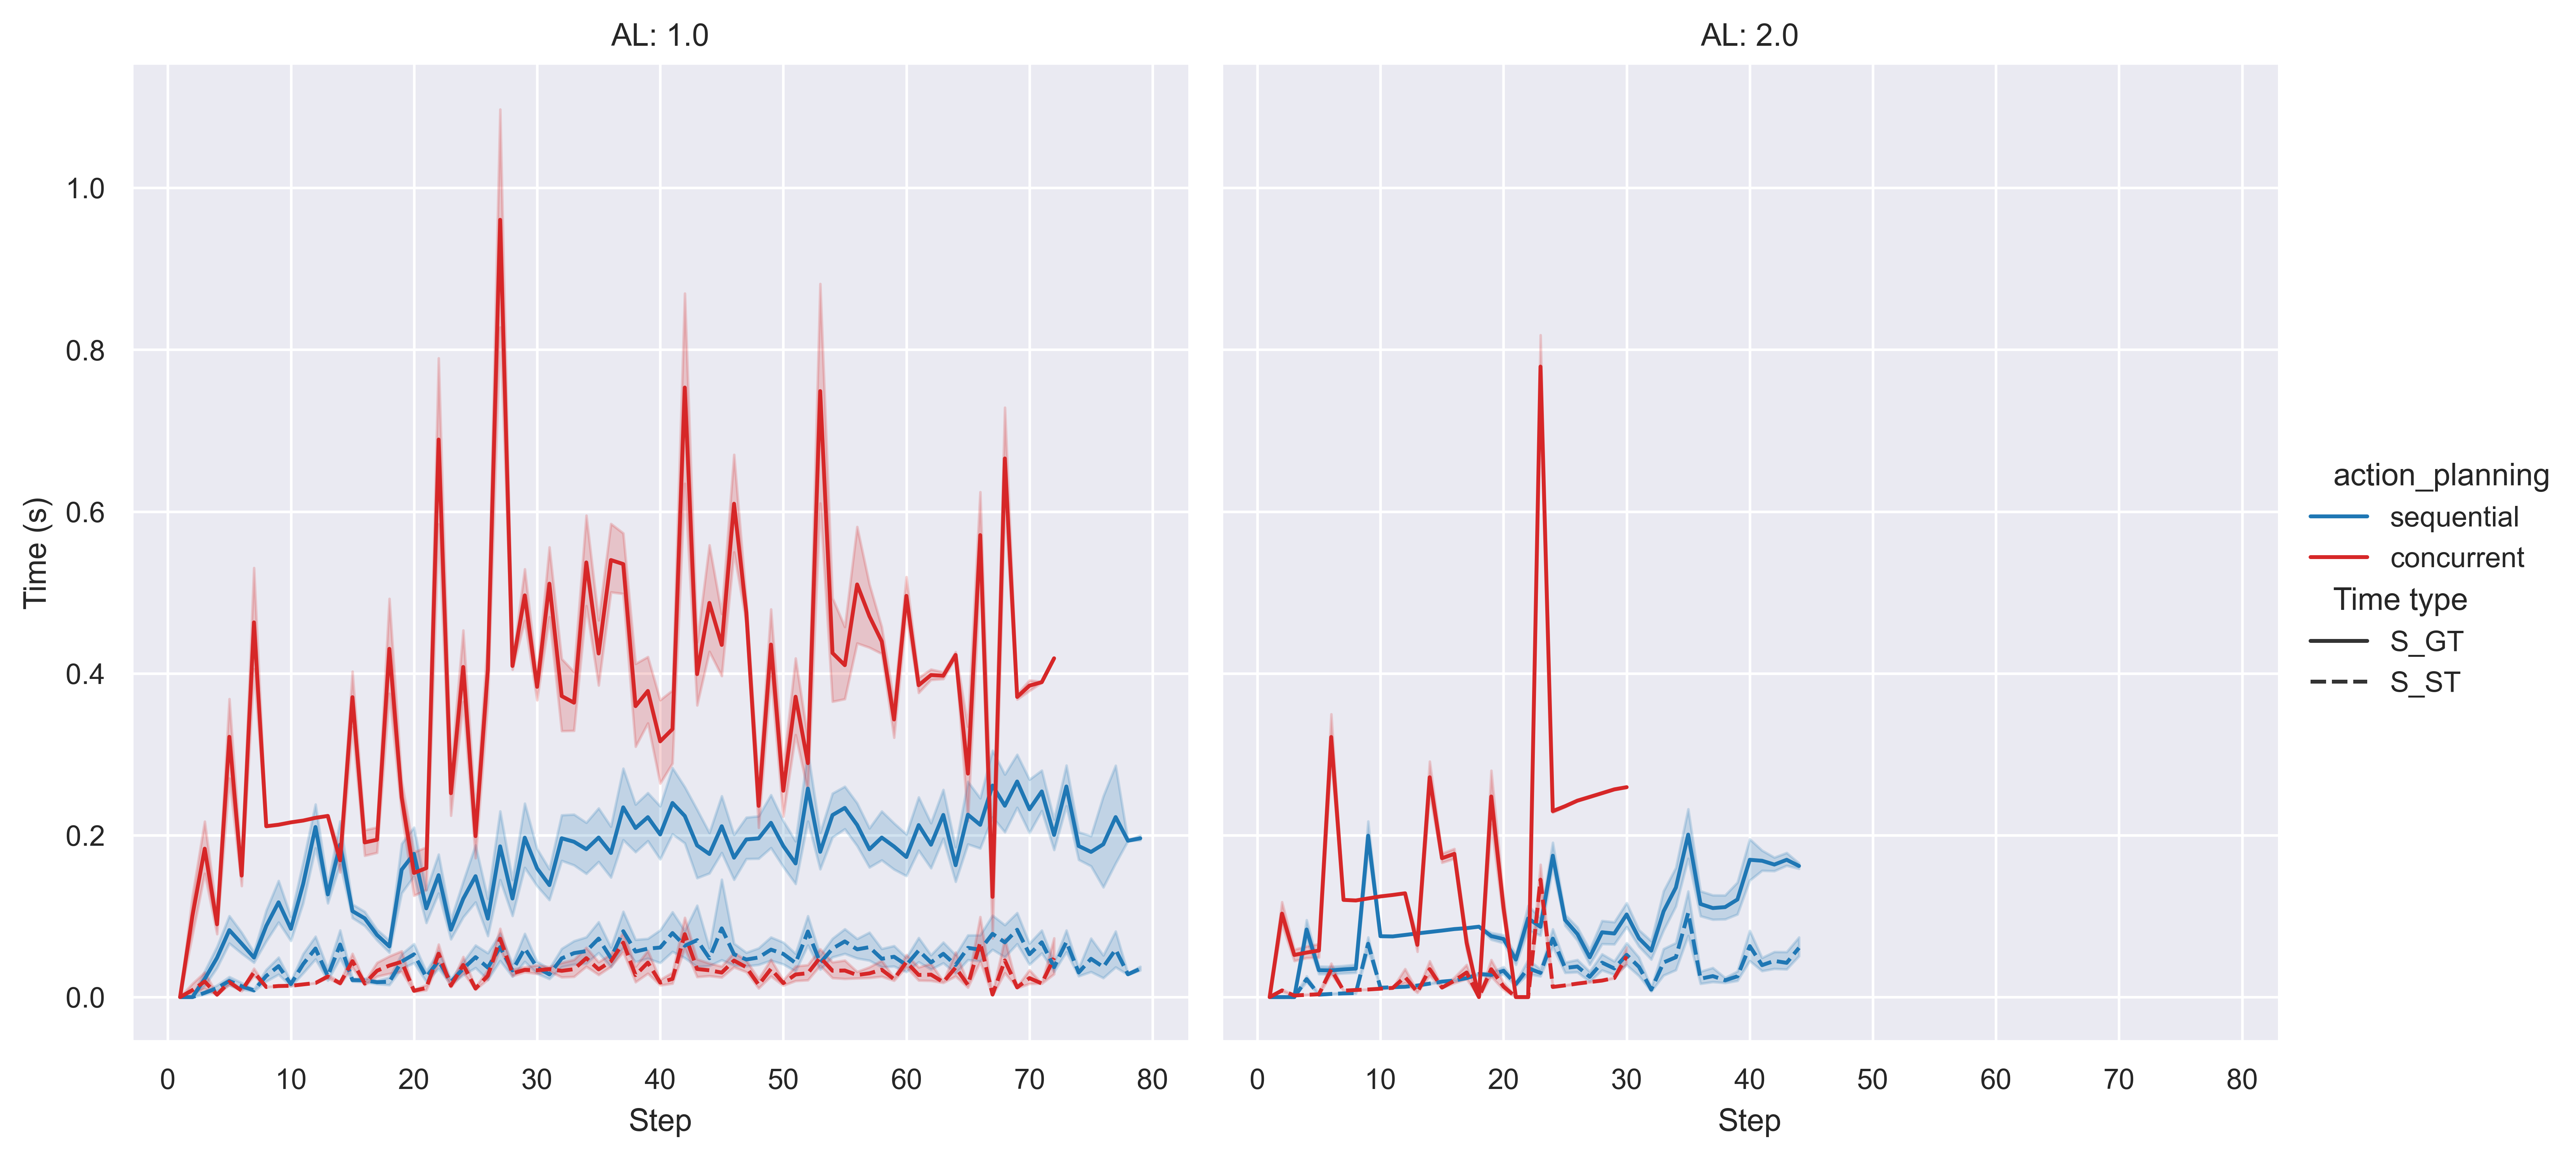 AL: 1.0
AL: 2.0
Time (s)
1.0
0.8
0.6
0.4
0.2
0.0
0 10 20 30 40 50 60 70 80
0 10 20 30 40 50 60 70 80
Step
Step
action_planning
sequential
concurrent
Time type
S_GT
S_ST